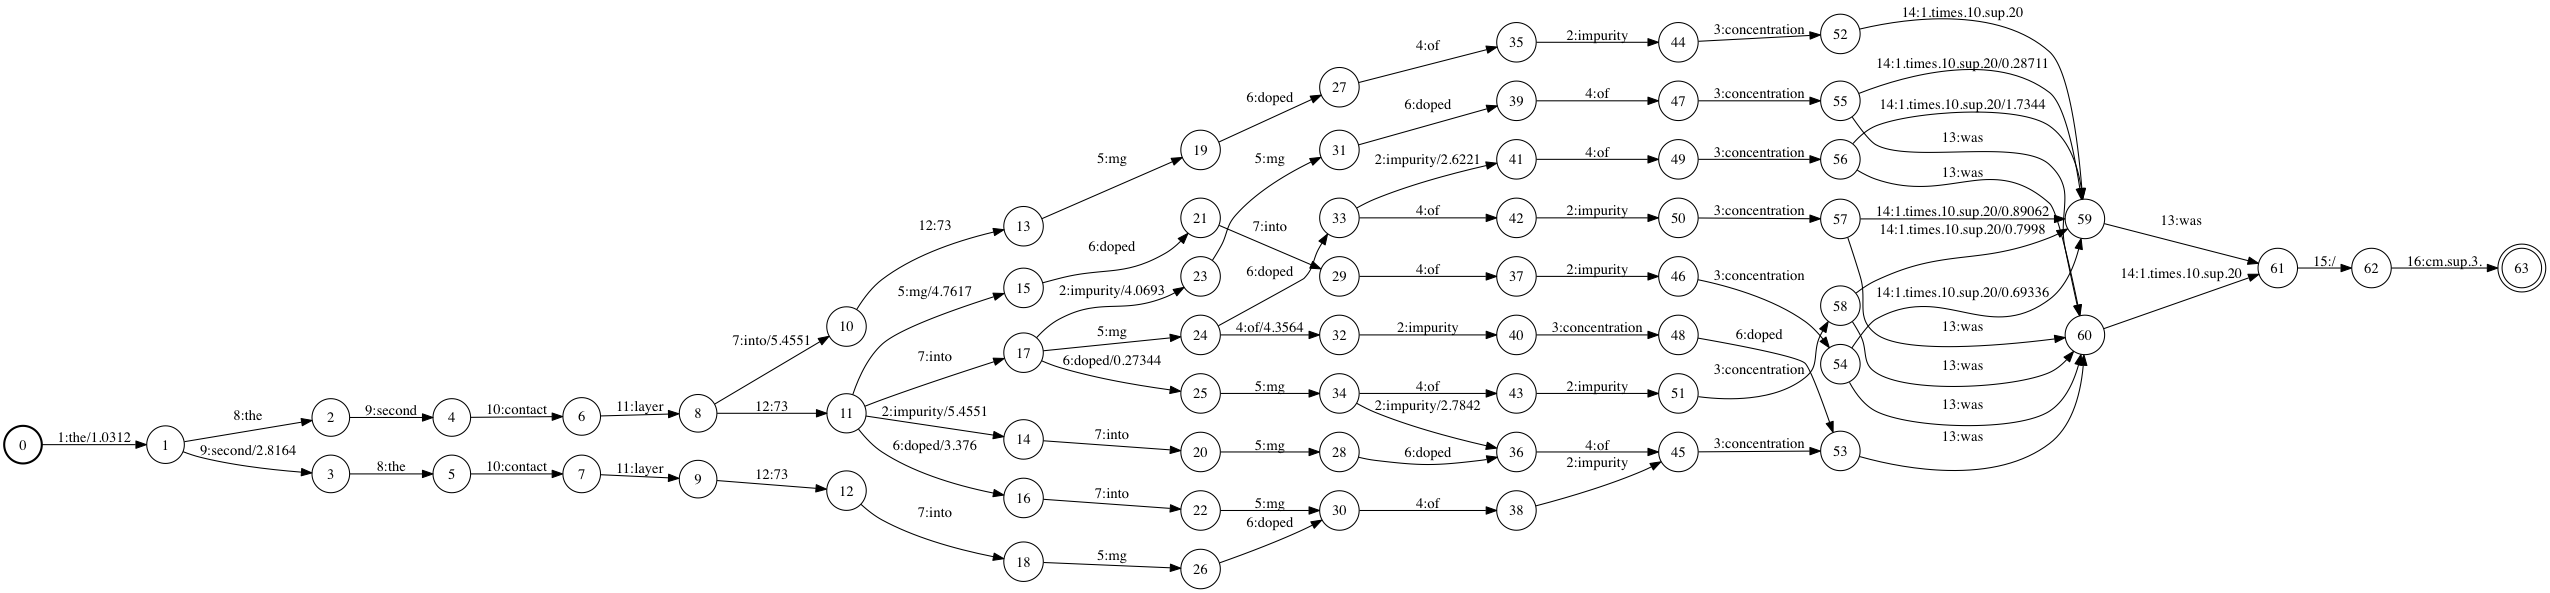 14:1.times.10.sup.20
35 2:impurity 44 3:concentration 52
4:of
14:1.times.10.sup.20/0.28711
27
6:doped 6:doped 39 4:of 47 3:concentration 55 14:1.times.10.sup.20/1.7344
13:was
19 5:mg 31 2:impurity/2.6221 41 4:of 49 3:concentration 56
5:mg 13:was
12:73 13 21 7:into 33 4:of 42 2:impurity 50 3:concentration 57 14:1.times.10.sup.20/0.89062 59 13:was
14:1.times.10.sup.20/0.7998
6:doped
6:doped 23 29 4:of 37 2:impurity 46 3:concentration 14:1.times.10.sup.20 61 15:/ 62 16:cm.sup.3. 63
5:mg/4.7617 15 2:impurity/4.0693 14:1.times.10.sup.20/0.69336
58
7:into/5.4551 10 5:mg 24 4:of/4.3564 32 2:impurity 40 3:concentration 48 6:doped 13:was 60
7:into 17 6:doped/0.27344 3:concentration 54 13:was
25 5:mg 34 4:of 43 2:impurity 51
8:the 2 9:second 4 10:contact 6 11:layer 8 12:73 11 2:impurity/5.4551 2:impurity/2.7842 13:was
0 1:the/1.0312 1 9:second/2.8164 6:doped/3.376 14 7:into 20 5:mg 28 6:doped 36 4:of 45 3:concentration 53 13:was
2:impurity
3 8:the 5 10:contact 7 11:layer 9 12:73 12
7:into 16 7:into 22 5:mg 30 4:of 38
6:doped
18 5:mg 26